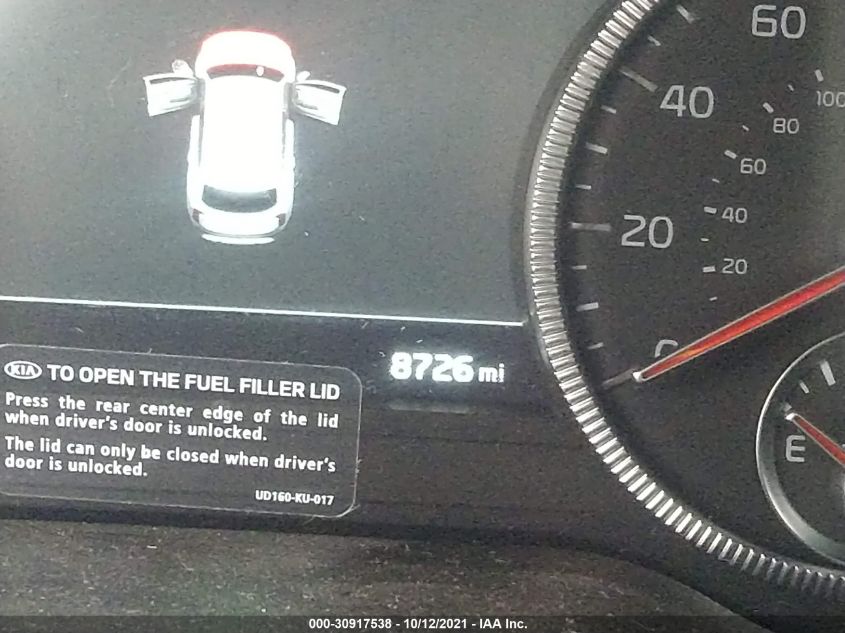 60
40
100
80
60
20
40
20
0
8726 mi
KIA TO OPEN THE FUEL FILLER LID
Press the rear center edge of the lid
when driver's door is unlocked.
The lid can only be closed when driver's
door is unlocked.
UD160-KU-017
E
000-30917538 - 10/12/2021 - IAA Inc.